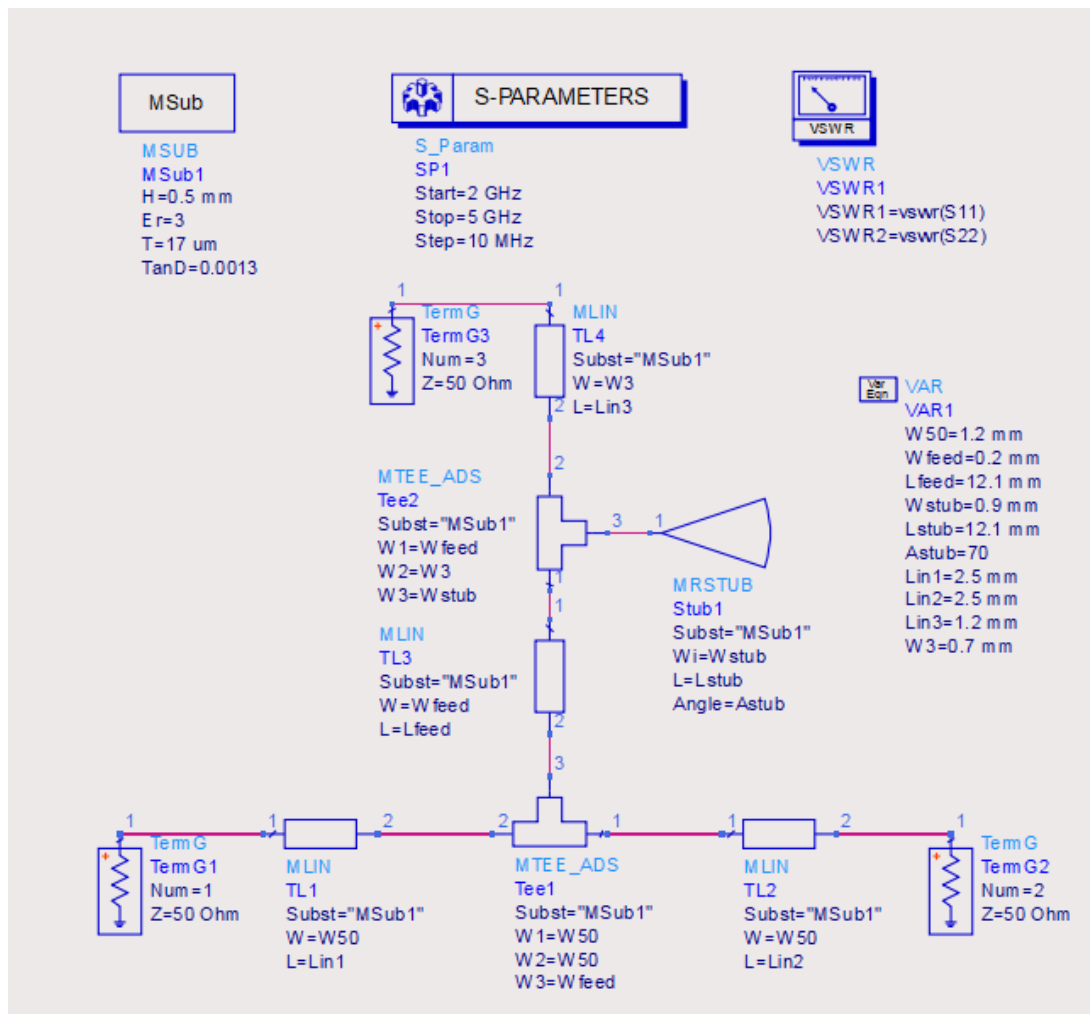 MSub
MSUB
MSub1
H=0.5 mm
Er=3
T=17 um
TanD=0.0013
S-PARAMETERS
S_Param
SP1
Start=2 GHz
Stop=5 GHz
Step=10 MHz
VSWR
VSWR
VSWR1
VSWR1=vswr(S11)
VSWR2=vswr(S22)
1
TermG
TermG3
Num=3
Z=50 Ohm
1
MLIN
TL4
Subst="MSub1"
W=W3
L=Lin3
2
Var
Eqn
VAR
VAR1
W50=1.2 mm
Wfeed=0.2 mm
Lfeed=12.1 mm
Wstub=0.9 mm
Lstub=12.1 mm
Astub=70
Lin1=2.5 mm
Lin2=2.5 mm
Lin3=1.2 mm
W3=0.7 mm
2
MTEE_ADS
Tee2
Subst="MSub1"
W1=Wfeed
W2=W3
W3=Wstub
3
1
1
MRSTUB
Stub1
Subst="MSub1"
Wi=Wstub
L=Lstub
Angle=Astub
1
MLIN
TL3
Subst="MSub1"
W=Wfeed
L=Lfeed
2
3
1
TermG
TermG1
Num=1
Z=50 Ohm
1
2
MLIN
TL1
Subst="MSub1"
W=W50
L=Lin1
2
1
MTEE_ADS
Tee1
Subst="MSub1"
W1=W50
W2=W50
W3=Wfeed
1
2
MLIN
TL2
Subst="MSub1"
W=W50
L=Lin2
1
TermG
TermG2
Num=2
Z=50 Ohm